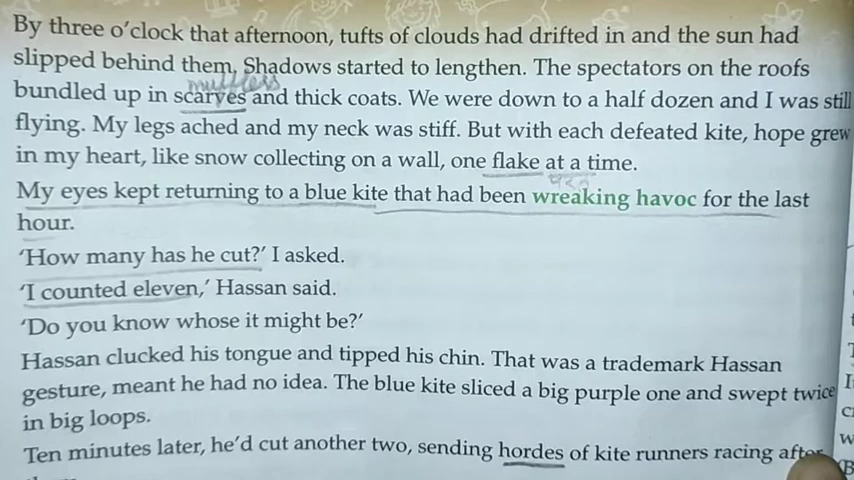 By three o'clock that afternoon, tufts of clouds had drifted in and the sun had
slipped behind them. Shadows started to lengthen. The spectators on the roofs
mufflers
bundled up in scarves and thick coats. We were down to a half dozen and I was still
flying. My legs ached and my neck was stiff. But with each defeated kite, hope grew
in my heart, like snow collecting on a wall, one flake at a time.
My eyes kept returning to a blue kite that had been wreaking havoc for the last
hour.
'How many has he cut?' I asked.
'I counted eleven,' Hassan said.
'Do you know whose it might be?'
Hassan clucked his tongue and tipped his chin. That was a trademark Hassan
gesture, meant he had no idea. The blue kite sliced a big purple one and swept twice
in big loops.
Ten minutes later, he'd cut another two, sending hordes of kite runners racing after